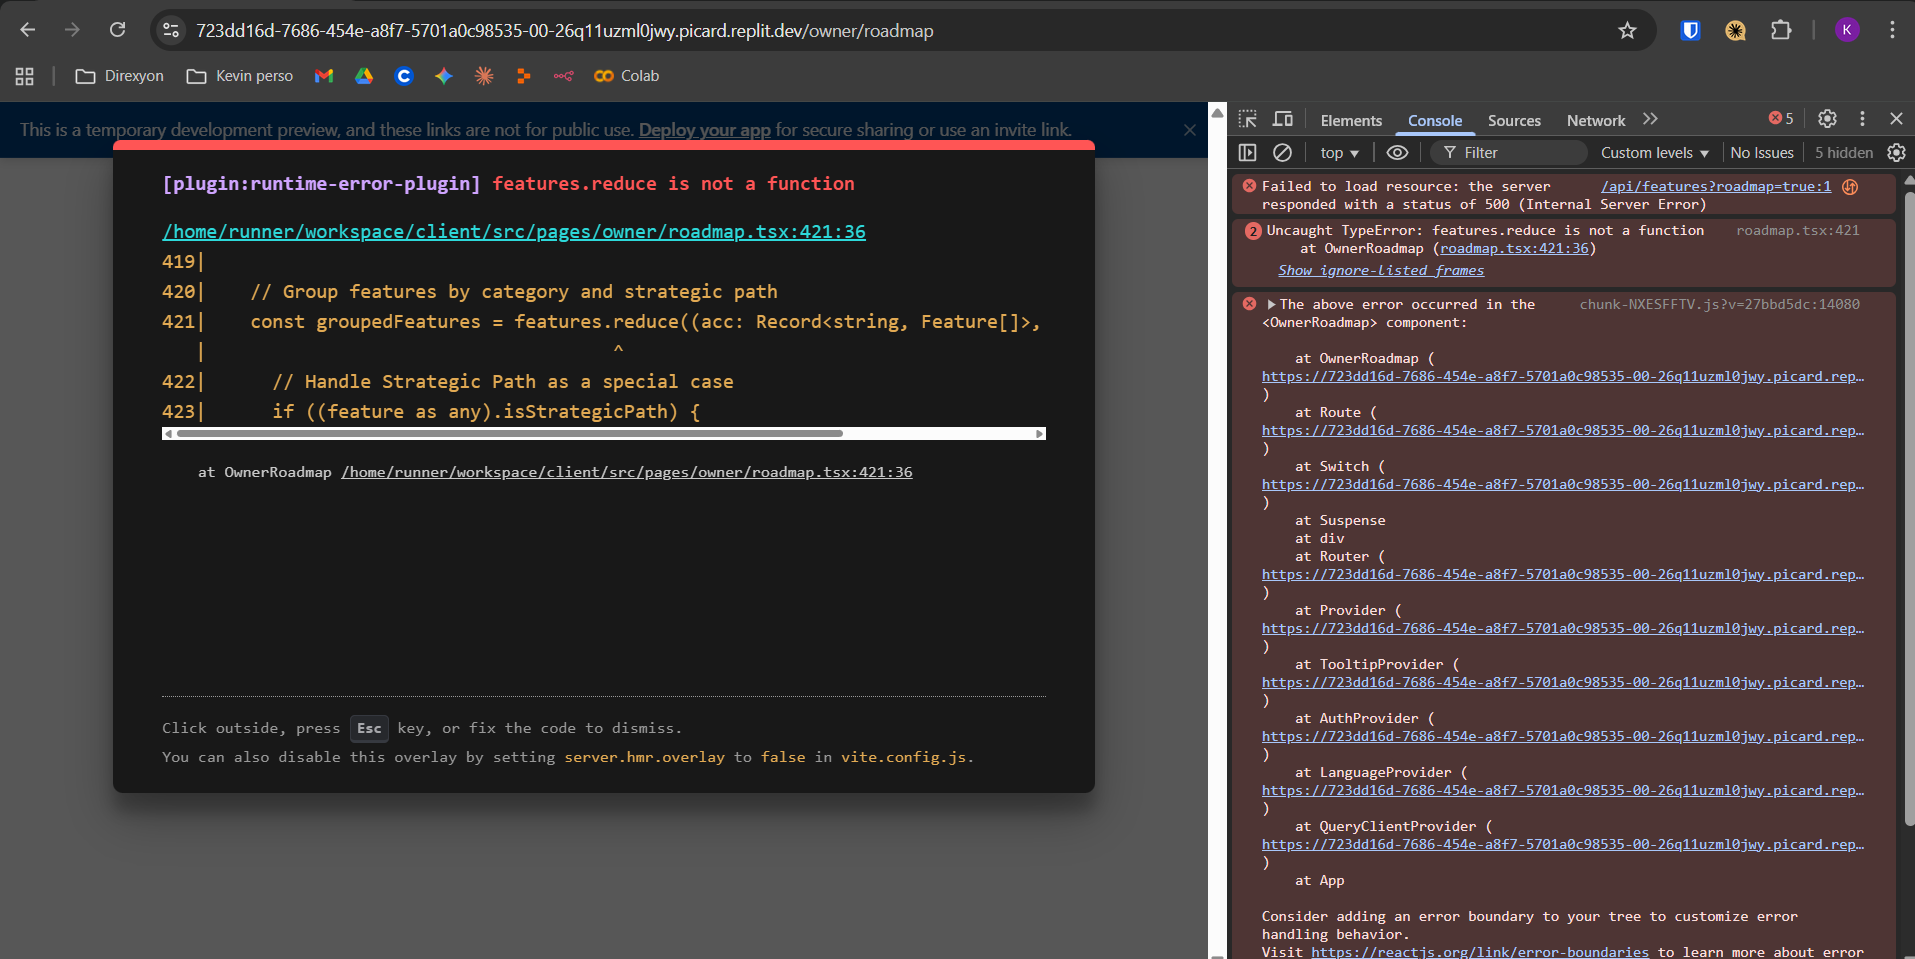 723dd16d-7686-454e-a8f7-5701a0c98535-00-26q11uzml0jwy.picard.replit.dev/owner/roadmap
K
Direxyon
Kevin perso
C
CO Colab
This is a temporary development preview, and these links are not for public use. Deploy your app for secure sharing or use an invite link.
[plugin:runtime-error-plugin] features.reduce is not a function
/home/runner/workspace/client/src/pages/owner/roadmap.tsx:421:36
419|
420|    // Group features by category and strategic path
421|    const groupedFeatures = features.reduce((acc: Record<string, Feature[]>,
   |                                     ^
422|      // Handle Strategic Path as a special case
423|      if ((feature as any).isStrategicPath) {
at OwnerRoadmap /home/runner/workspace/client/src/pages/owner/roadmap.tsx:421:36
Click outside, press Esc key, or fix the code to dismiss.
You can also disable this overlay by setting server.hmr.overlay to false in vite.config.js.
Elements Console Sources Network 5
top Filter Custom levels No Issues 5 hidden
Failed to load resource: the server /api/features?roadmap=true:1
responded with a status of 500 (Internal Server Error)
2 Uncaught TypeError: features.reduce is not a function roadmap.tsx:421
at OwnerRoadmap (roadmap.tsx:421:36)
Show ignore-listed frames
The above error occurred in the chunk-NXESFFTV.js?v=27bbd5dc:14080
<OwnerRoadmap> component:
at OwnerRoadmap (
https://723dd16d-7686-454e-a8f7-5701a0c98535-00-26q11uzml0jwy.picard.rep…
)
at Route (
https://723dd16d-7686-454e-a8f7-5701a0c98535-00-26q11uzml0jwy.picard.rep…
)
at Switch (
https://723dd16d-7686-454e-a8f7-5701a0c98535-00-26q11uzml0jwy.picard.rep…
)
at Suspense
at div
at Router (
https://723dd16d-7686-454e-a8f7-5701a0c98535-00-26q11uzml0jwy.picard.rep…
)
at Provider (
https://723dd16d-7686-454e-a8f7-5701a0c98535-00-26q11uzml0jwy.picard.rep…
)
at TooltipProvider (
https://723dd16d-7686-454e-a8f7-5701a0c98535-00-26q11uzml0jwy.picard.rep…
)
at AuthProvider (
https://723dd16d-7686-454e-a8f7-5701a0c98535-00-26q11uzml0jwy.picard.rep…
)
at LanguageProvider (
https://723dd16d-7686-454e-a8f7-5701a0c98535-00-26q11uzml0jwy.picard.rep…
)
at QueryClientProvider (
https://723dd16d-7686-454e-a8f7-5701a0c98535-00-26q11uzml0jwy.picard.rep…
)
at App
Consider adding an error boundary to your tree to customize error
handling behavior.
Visit https://reactjs.org/link/error-boundaries to learn more about error